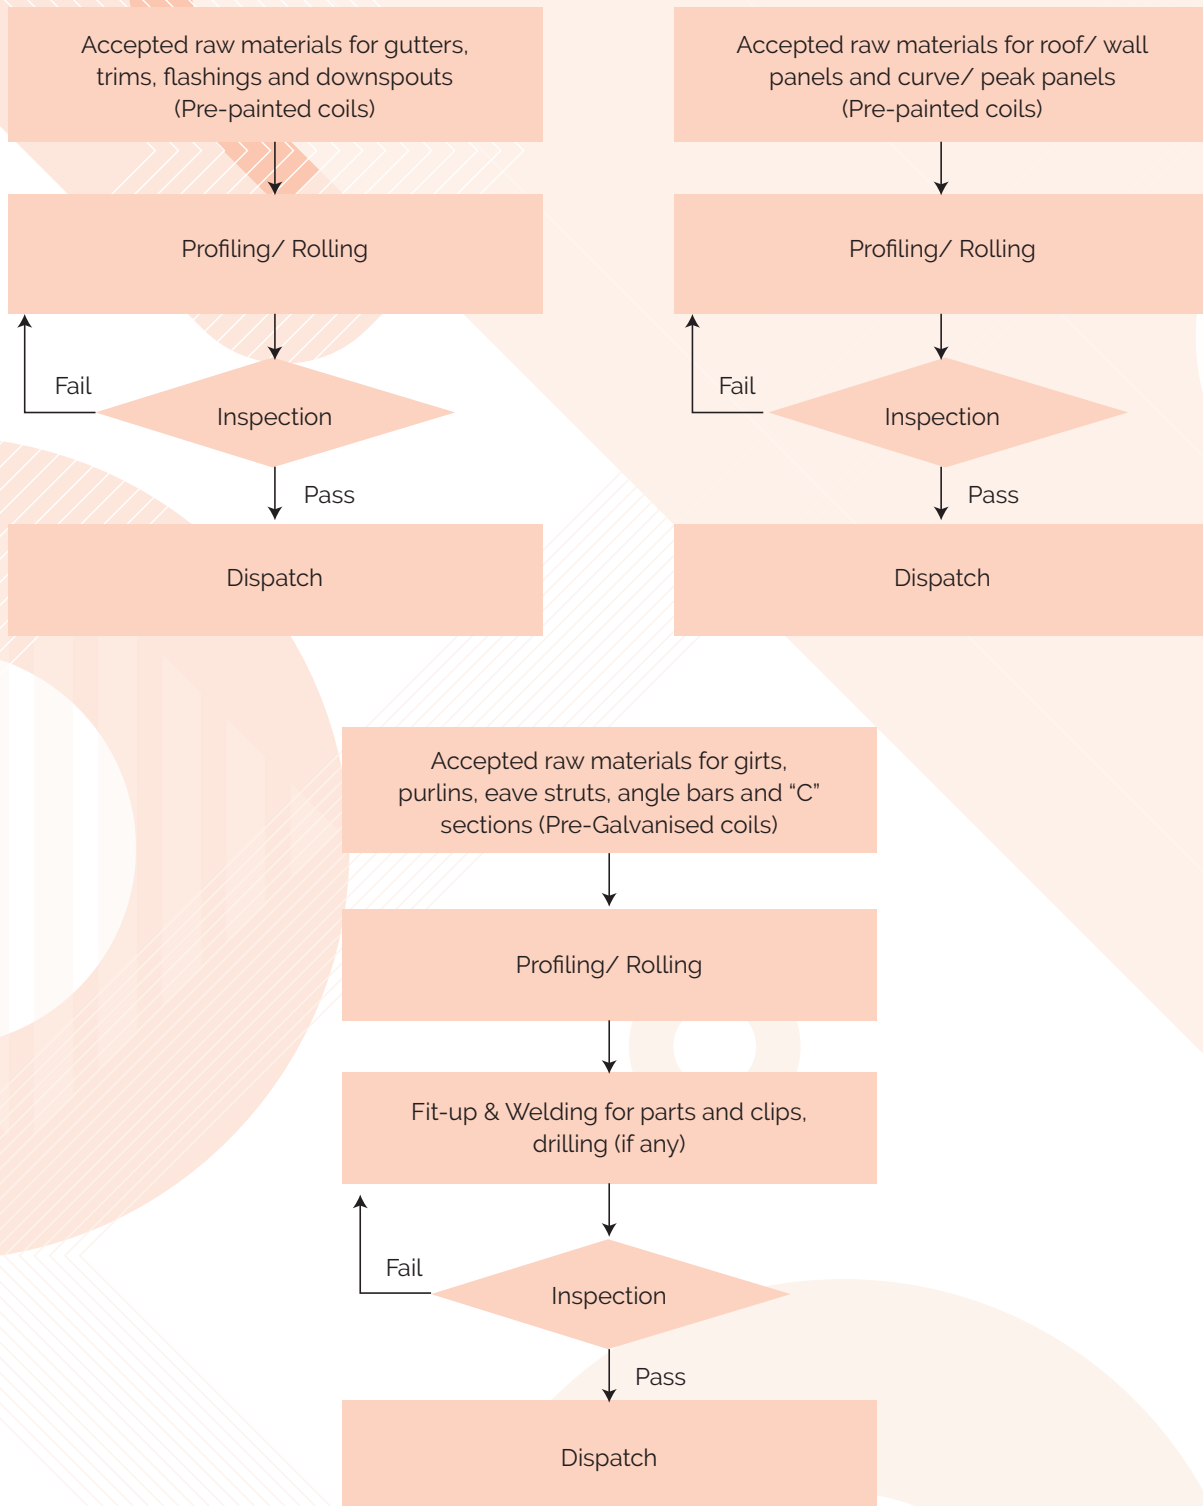 Accepted raw materials for gutters,
trims, flashings and downspouts
(Pre-painted coils)
Profiling/ Rolling
Fail
Inspection
Pass
Dispatch
Accepted raw materials for roof/ wall
panels and curve/ peak panels
(Pre-painted coils)
Profiling/ Rolling
Fail
Inspection
Pass
Dispatch
Accepted raw materials for girts,
purlins, eave struts, angle bars and “C”
sections (Pre-Galvanised coils)
Profiling/ Rolling
Fit-up & Welding for parts and clips,
drilling (if any)
Fail
Inspection
Pass
Dispatch